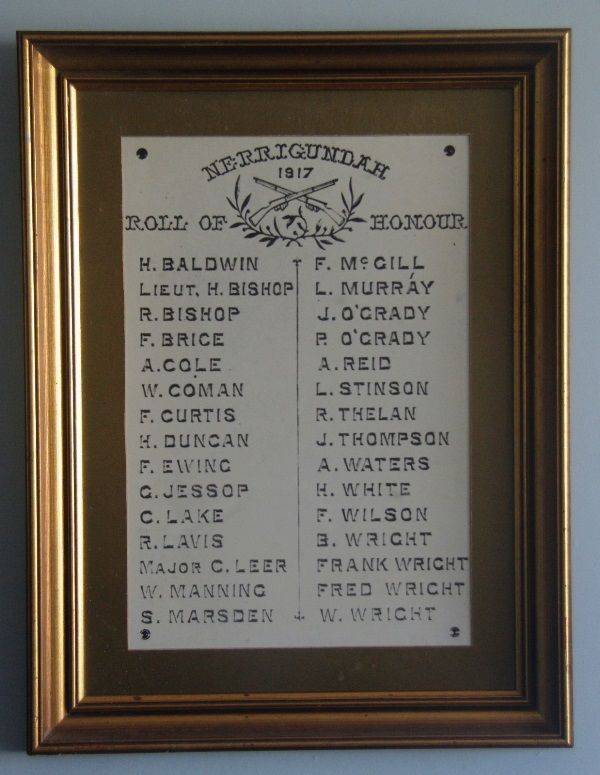 NERRIGUNDAH
1917
ROLL OF HONOUR
H. BALDWIN
LIEUT. H. BISHOP
R. BISHOP
F. BRICE
A. COLE
W. COMAN
F. CURTIS
H. DUNCAN
F. EWING
G. JESSOP
C. LAKE
R. LAVIS
MAJOR C. LEER
W. MANNING
S. MARSDEN
F. McGILL
L. MURRAY
J. O'GRADY
P. O'GRADY
A. REID
L. STINSON
R. THELAN
J. THOMPSON
A. WATERS
H. WHITE
F. WILSON
B. WRIGHT
FRANK WRIGHT
FRED WRIGHT
W. WRIGHT